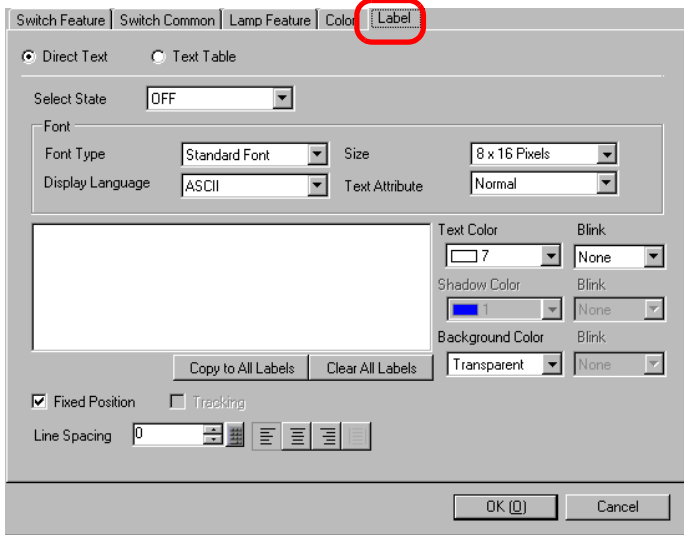 Switch Feature Switch Common Lamp Feature Color Label
Direct Text Text Table
Select State OFF
Font
Font Type Standard Font Size 8 x 16 Pixels
Display Language ASCII Text Attribute Normal
Text Color Blink
7 None
Shadow Color Blink
1 None
Background Color Blink
Transparent None
Copy to All Labels Clear All Labels
Fixed Position Tracking
Line Spacing 0
OK (O) Cancel